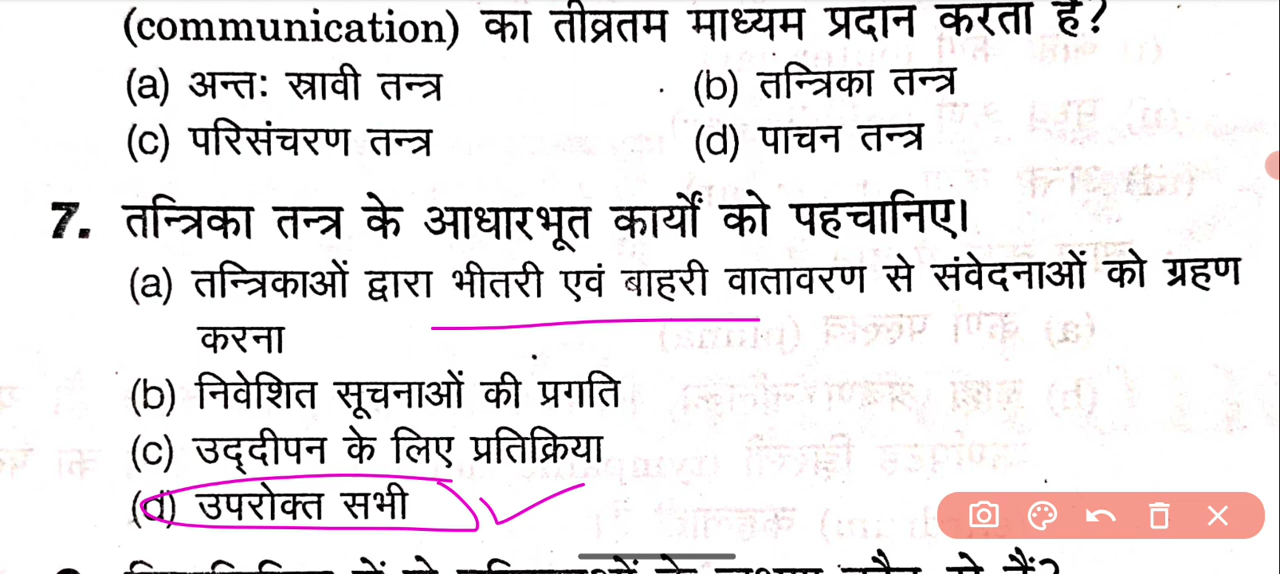 (communication) का तीव्रतम माध्यम प्रदान करता है?
(a) अन्तः स्रावी तन्त्र (b) तन्त्रिका तन्त्र
(c) परिसंचरण तन्त्र (d) पाचन तन्त्र
7. तन्त्रिका तन्त्र के आधारभूत कार्यों को पहचानिए।
(a) तन्त्रिकाओं द्वारा भीतरी एवं बाहरी वातावरण से संवेदनाओं को ग्रहण
करना
(b) निवेशित सूचनाओं की प्रगति
(c) उद्दीपन के लिए प्रतिक्रिया
(d) उपरोक्त सभी